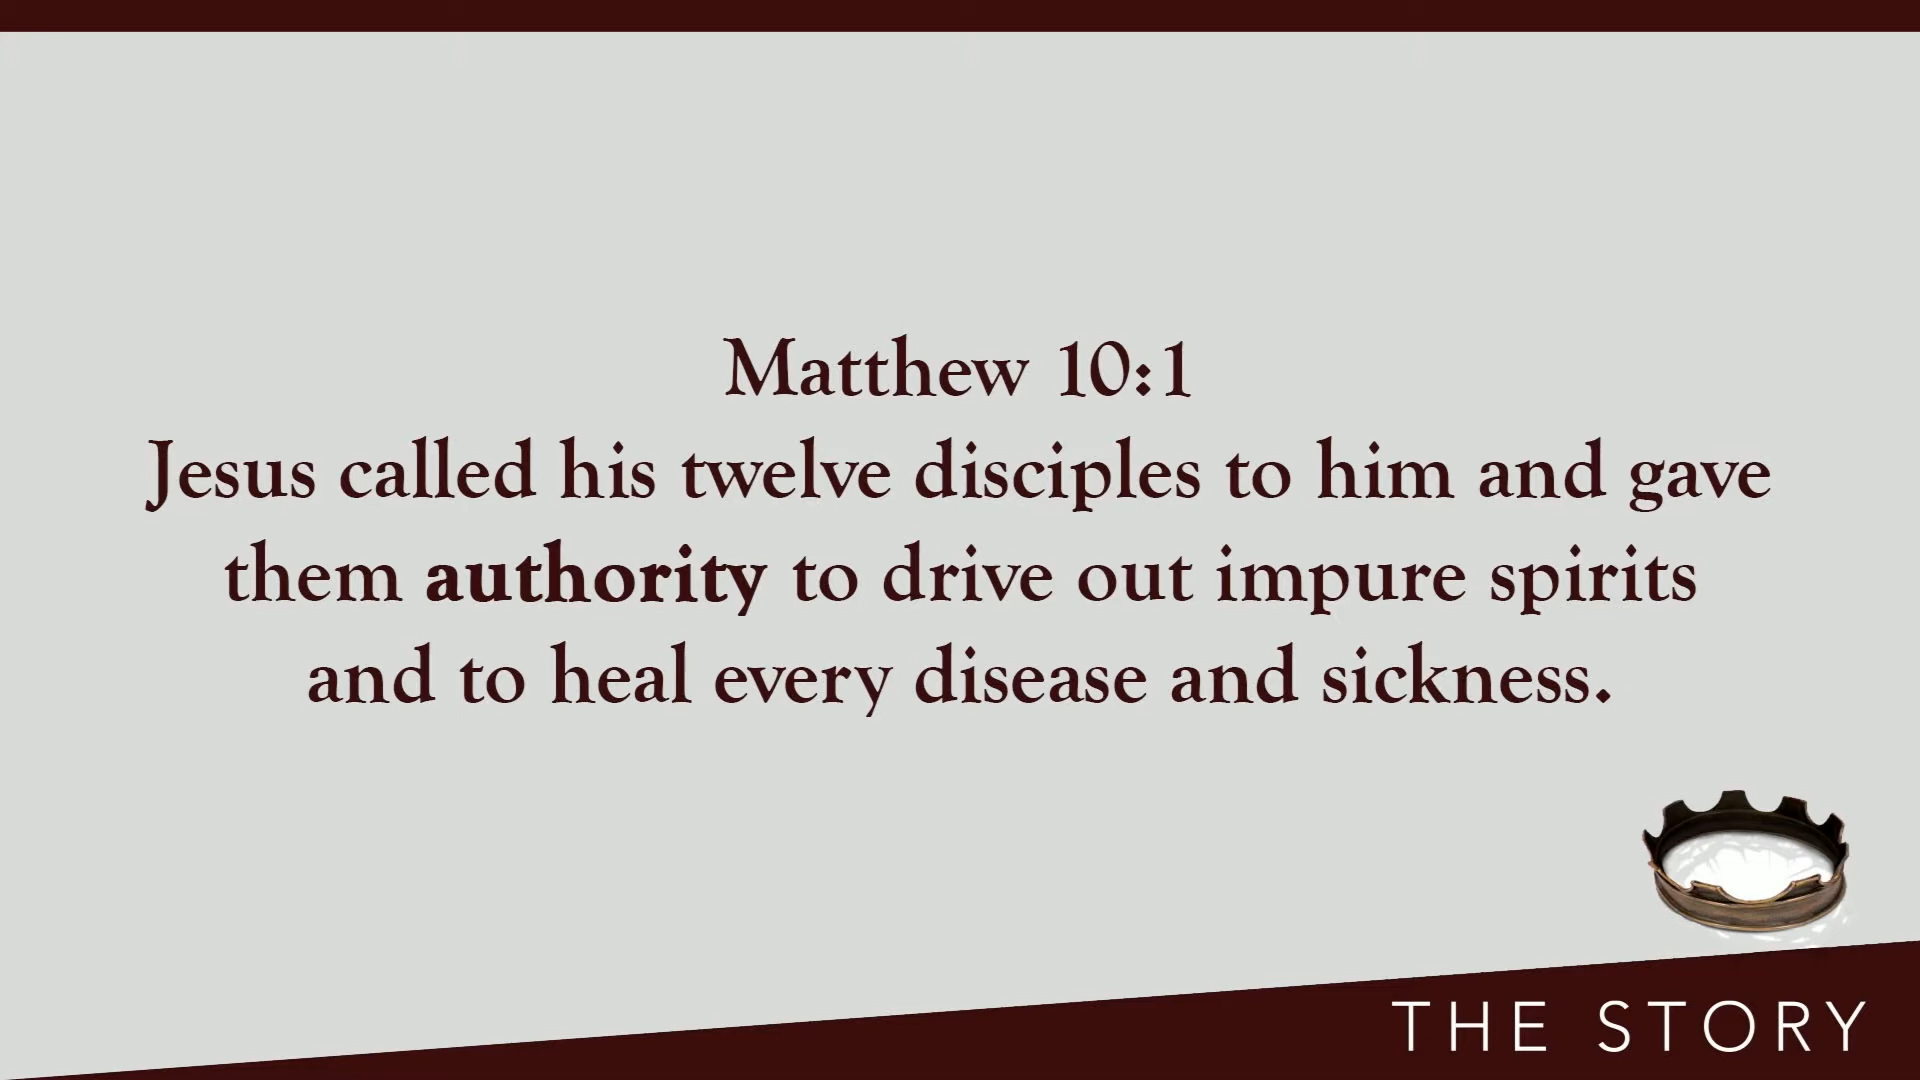 Matthew 10:1
Jesus called his twelve disciples to him and gave
them authority to drive out impure spirits
and to heal every disease and sickness.
THE STORY